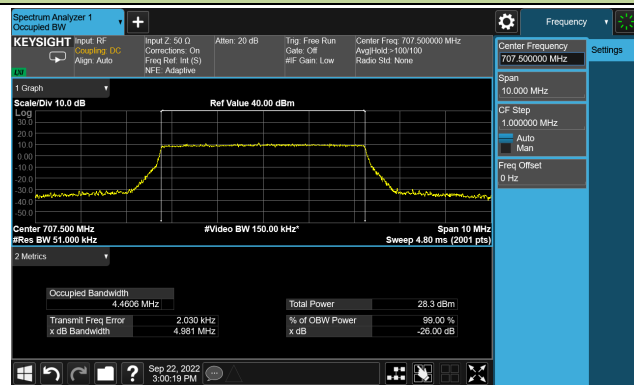 Spectrum Analyzer 1
Occupied BW
Frequency
KEYSIGHT
Input: RF
Coupling: DC
Align: Auto
Input Z: 50 Ω
Corrections: On
Freq Ref: Int (S)
NFE: Adaptive
Atten: 20 dB
Trig: Free Run
Gate: Off
#IF Gain: Low
Center Freq: 707.500000 MHz
Avg|Hold:>100/100
Radio Std: None
Center Frequency
707.500000 MHz
Settings
Span
10.000 MHz
CF Step
1.000000 MHz
Auto
Man
Freq Offset
0 Hz
1 Graph
Scale/Div 10.0 dB
Ref Value 40.00 dBm
Log
30.0
20.0
10.0
0.00
-10.0
-20.0
-30.0
-40.0
-50.0
Center 707.500 MHz
#Video BW 150.00 kHz*
Span 10 MHz
#Res BW 51.000 kHz
Sweep 4.80 ms (2001 pts)
2 Metrics
Occupied Bandwidth
4.4606 MHz
Total Power 28.3 dBm
Transmit Freq Error 2.030 kHz
% of OBW Power 99.00 %
x dB Bandwidth 4.981 MHz
x dB -26.00 dB
?
Sep 22, 2022
3:00:19 PM